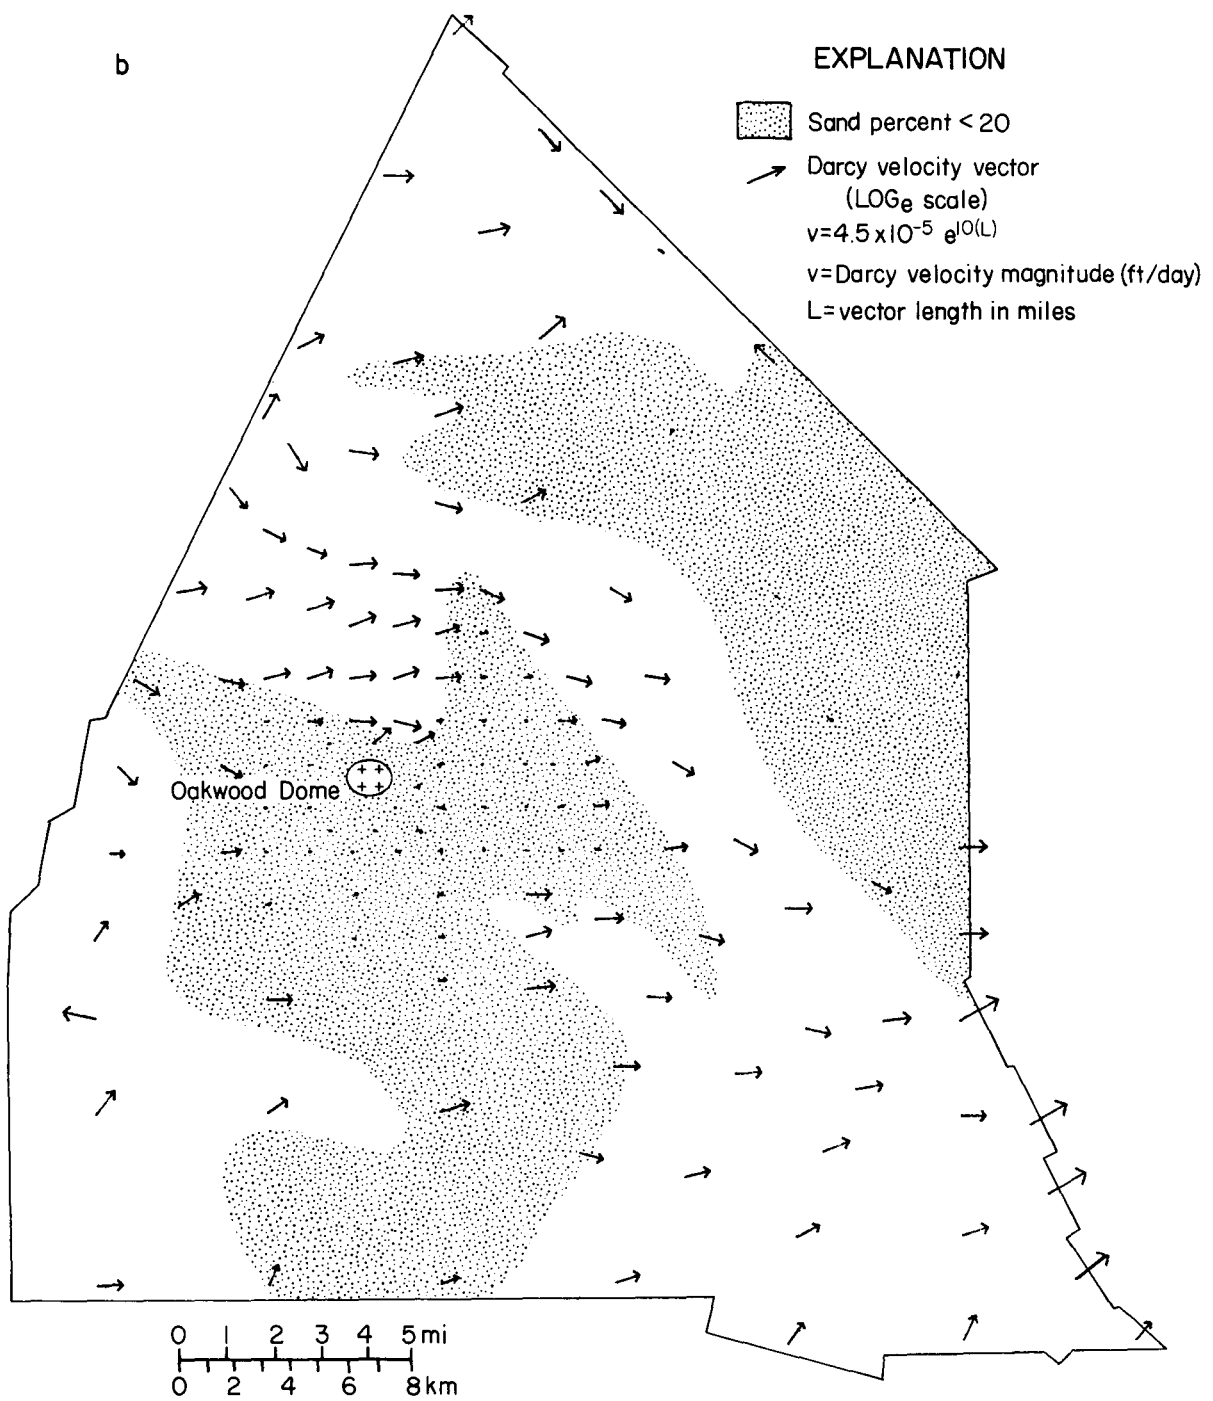 b
EXPLANATION
Sand percent < 20
Darcy velocity vector
(LOGe scale)
v=4.5x10-5 e10(L)
v=Darcy velocity magnitude (ft/day)
L=vector length in miles
Oakwood Dome
0 1 2 3 4 5 mi
0 2 4 6 8 km